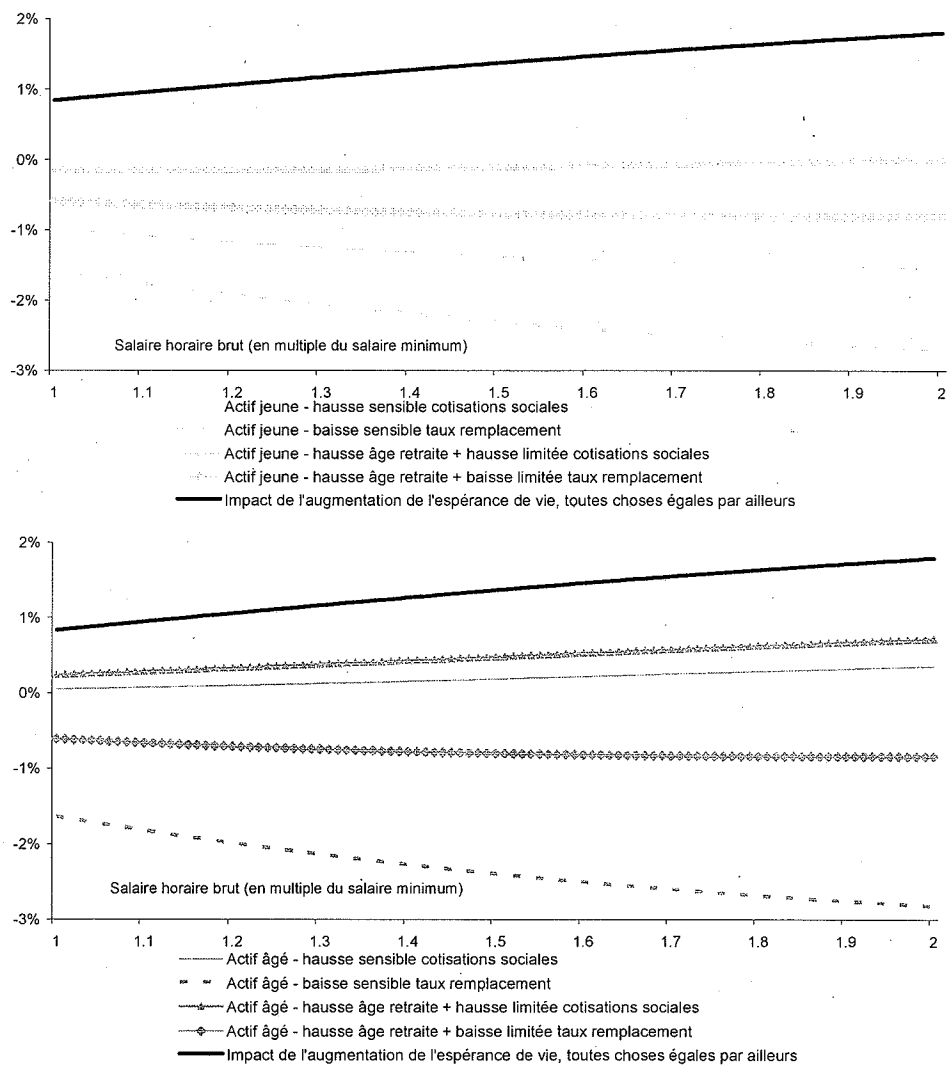 2%
1%
0%
-1%
-2%
Salaire horaire brut (en multiple du salaire minimum)
-3%
1 1.1 1.2 1.3 1.4 1.5 1.6 1.7 1.8 1.9 2
Actif jeune - hausse sensible cotisations sociales
Actif jeune - baisse sensible taux remplacement
Actif jeune - hausse âge retraite + hausse limitée cotisations sociales
Actif jeune - hausse âge retraite + baisse limitée taux remplacement
Impact de l'augmentation de l'espérance de vie, toutes choses égales par ailleurs
2%
1%
0%
-1%
-2%
Salaire horaire brut (en multiple du salaire minimum)
-3%
1 1.1 1.2 1.3 1.4 1.5 1.6 1.7 1.8 1.9 2
Actif âgé - hausse sensible cotisations sociales
Actif âgé - baisse sensible taux remplacement
Actif âgé - hausse âge retraite + hausse limitée cotisations sociales
Actif âgé - hausse âge retraite + baisse limitée taux remplacement
Impact de l'augmentation de l'espérance de vie, toutes choses égales par ailleurs